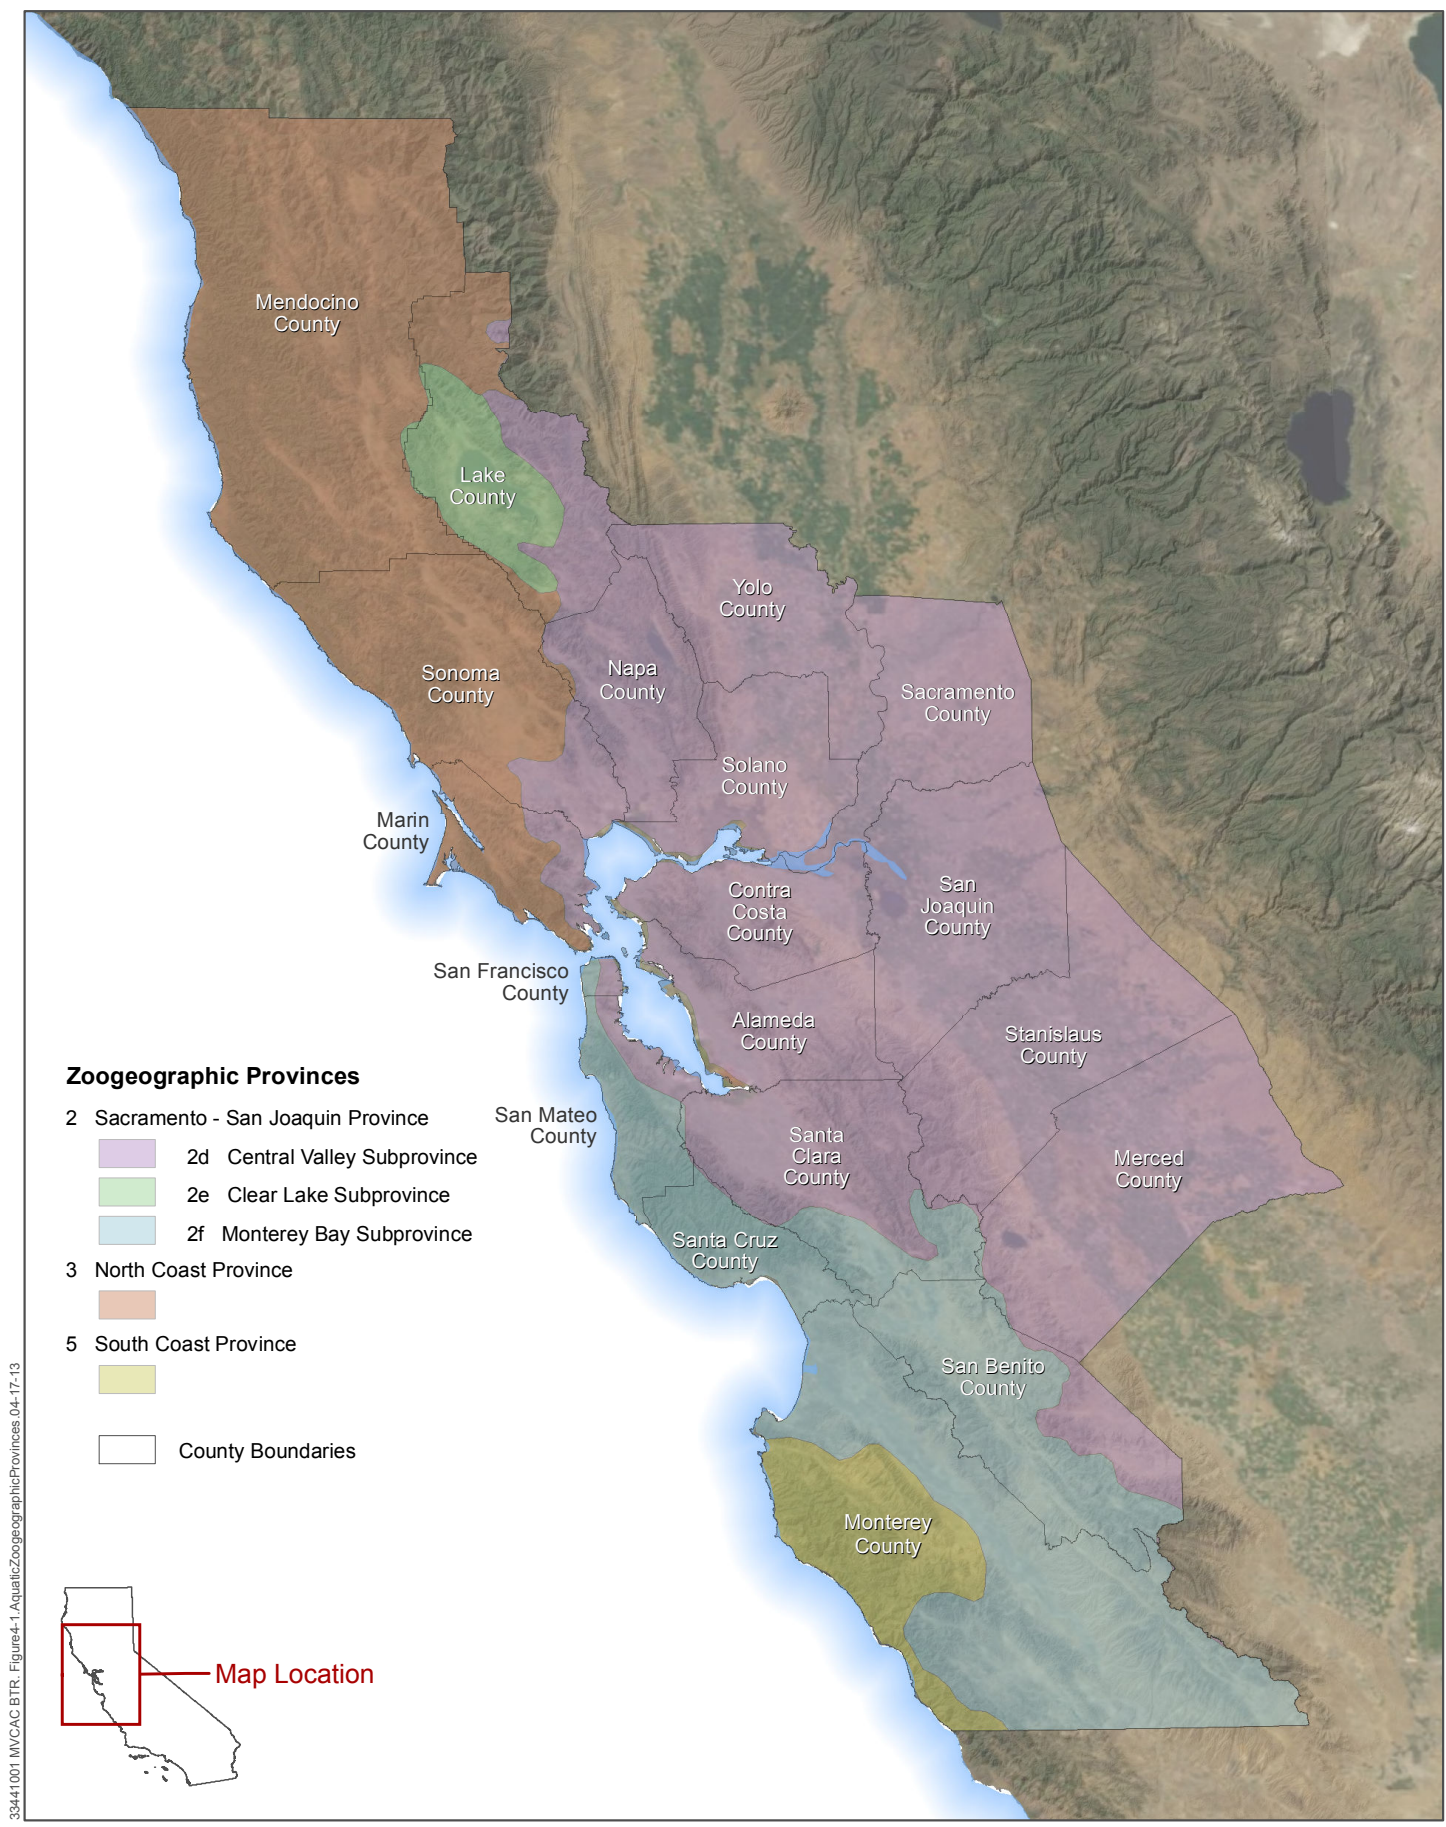 Mendocino
County
Lake
County
Yolo
County
Napa
County
Sonoma
County
Sacramento
County
Solano
County
Marin
County
Contra
Costa
County
San
Joaquin
County
San Francisco
County
Alameda
County
Stanislaus
County
San Mateo
County
Santa
Clara
County
Merced
County
Santa Cruz
County
San Benito
County
Monterey
County
Zoogeographic Provinces
2 Sacramento - San Joaquin Province
2d Central Valley Subprovince
2e Clear Lake Subprovince
2f Monterey Bay Subprovince
3 North Coast Province
5 South Coast Province
County Boundaries
Map Location
33441001 MVCAC BTR. Figure4-1.AquaticZoogeographicProvinces.04-17-13